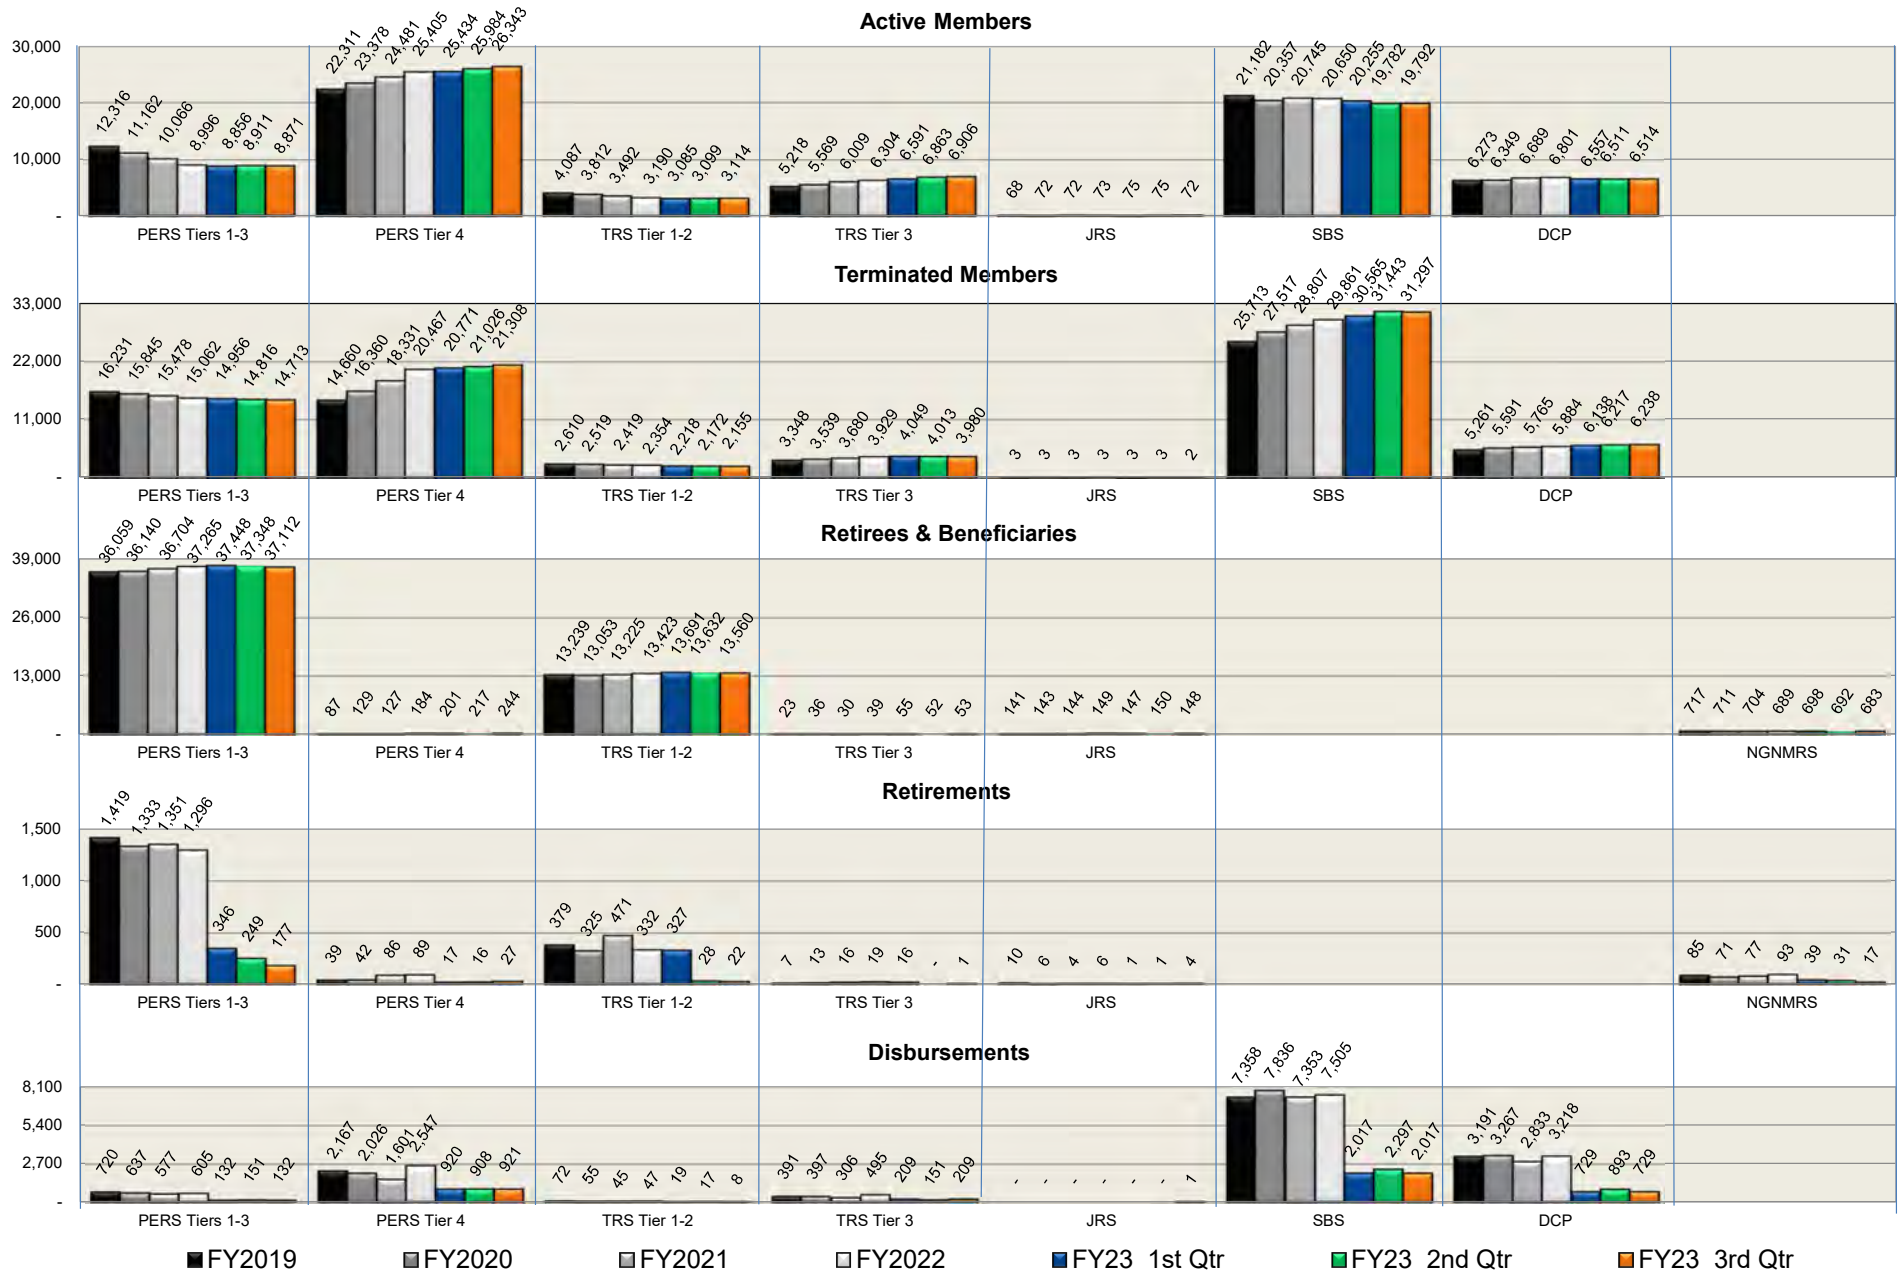 Active Members
30,000
20,000
10,000
-
12,316 11,162 10,066 8,996 8,856 8,911 8,871
22,311 23,378 24,481 25,405 25,434 25,984 26,343
4,087 3,812 3,492 3,190 3,085 3,099 3,114
5,218 5,569 6,009 6,304 6,591 6,863 6,906
68 72 72 73 75 75 72
21,182 20,357 20,745 20,650 20,255 19,782 19,792
6,273 6,349 6,689 6,801 6,557 6,511 6,514
PERS Tiers 1-3 PERS Tier 4 TRS Tier 1-2 TRS Tier 3 JRS SBS DCP
Terminated Members
33,000
22,000
11,000
-
16,231 15,845 15,478 15,062 14,956 14,816 14,713
14,660 16,360 18,331 20,467 20,771 21,026 21,308
2,610 2,519 2,419 2,354 2,218 2,172 2,155
3,348 3,539 3,680 3,929 4,049 4,013 3,980
3 3 3 3 3 3 2
25,713 27,517 28,807 29,861 30,565 31,443 31,297
5,261 5,591 5,765 5,884 6,138 6,217 6,238
PERS Tiers 1-3 PERS Tier 4 TRS Tier 1-2 TRS Tier 3 JRS SBS DCP
Retirees & Beneficiaries
39,000
26,000
13,000
-
36,059 36,140 36,704 37,265 37,448 37,348 37,112
87 129 127 184 201 217 244
13,239 13,053 13,225 13,423 13,691 13,632 13,560
23 36 30 39 55 52 53
141 143 144 149 147 150 148
717 711 704 689 698 692 683
PERS Tiers 1-3 PERS Tier 4 TRS Tier 1-2 TRS Tier 3 JRS NGNMRS
Retirements
1,500
1,000
500
-
1,419 1,333 1,351 1,296 346 249 177
39 42 86 89 17 16 27
379 325 471 332 327 28 22
7 13 16 19 16 - 1
10 6 4 6 1 1 4
85 71 77 93 39 31 17
PERS Tiers 1-3 PERS Tier 4 TRS Tier 1-2 TRS Tier 3 JRS NGNMRS
Disbursements
8,100
5,400
2,700
-
720 637 577 605 132 151 132
2,167 2,026 1,601 2,547 920 908 921
72 55 45 47 19 17 8
391 397 306 495 209 151 209
- - - - - - 1
7,358 7,836 7,353 7,505 2,017 2,297 2,017
3,191 3,267 2,833 3,218 729 893 729
PERS Tiers 1-3 PERS Tier 4 TRS Tier 1-2 TRS Tier 3 JRS SBS DCP
FY2019 FY2020 FY2021 FY2022 FY23 1st Qtr FY23 2nd Qtr FY23 3rd Qtr